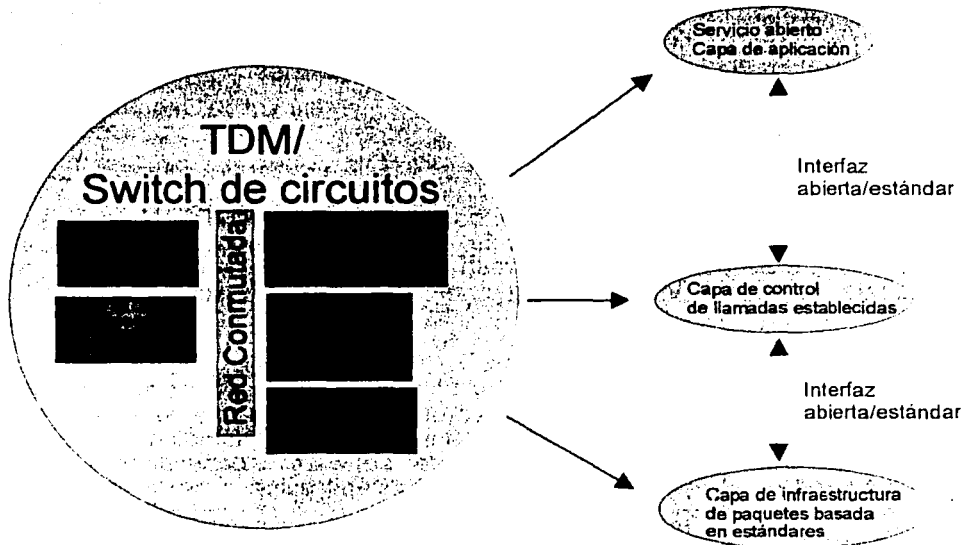 TDM/
Switch de circuitos
Red Conmutada
Servicio abierto
Capa de aplicación
Interfaz
abierta/estándar
Capa de control
de llamadas establecidas
Interfaz
abierta/estándar
Capa de infraestructura
de paquetes basada
en estándares